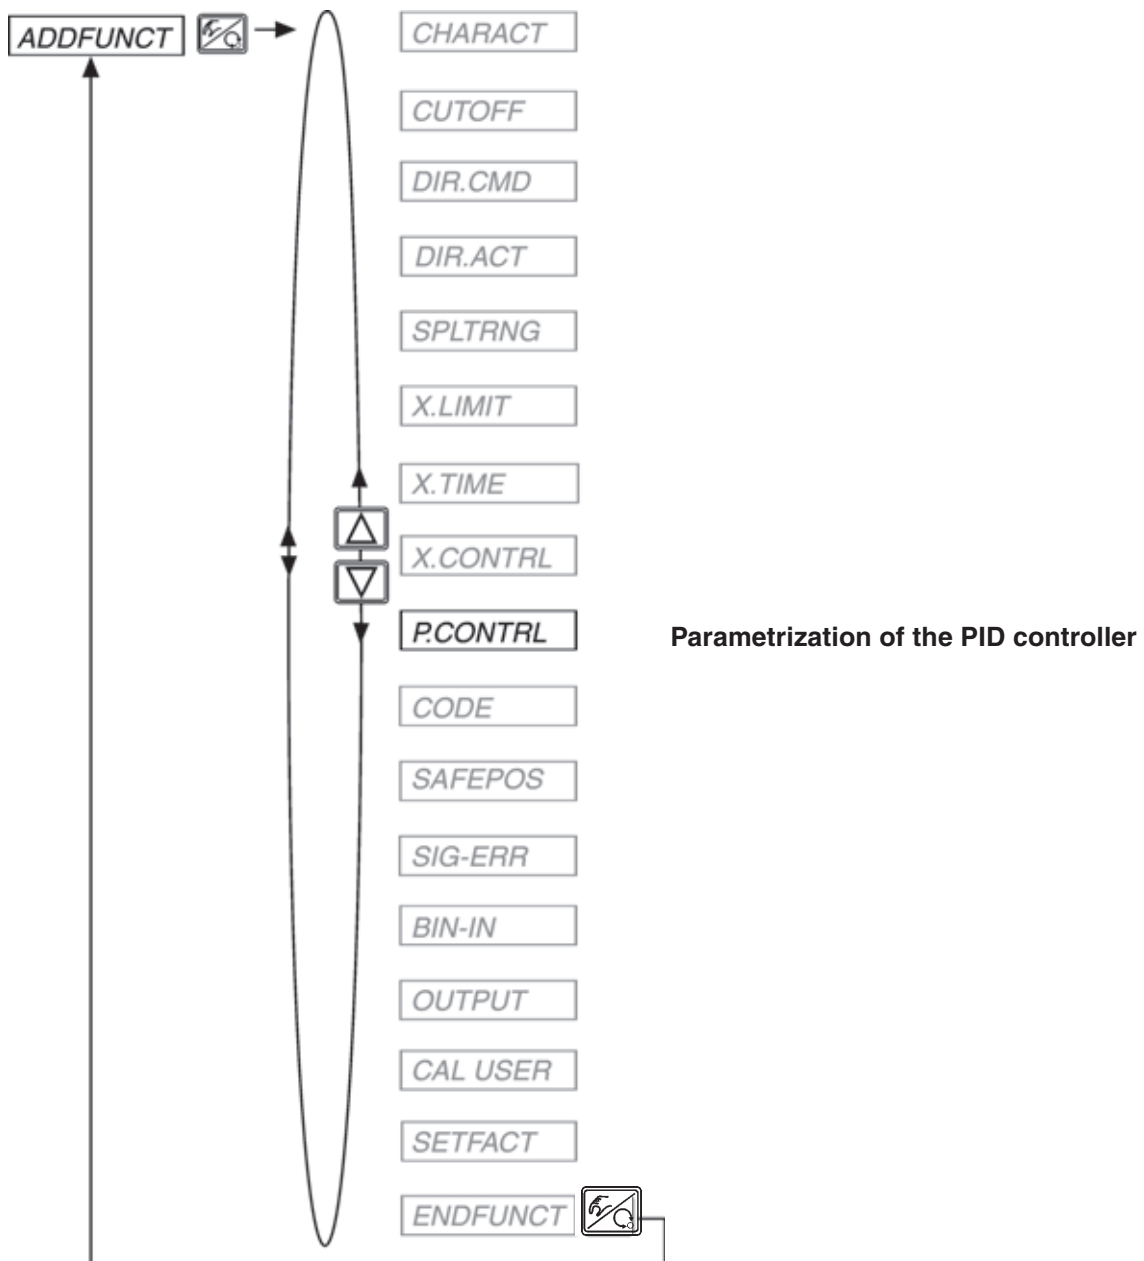 ADDFUNCT
CHARACT
CUTOFF
DIR.CMD
DIR.ACT
SPLTRNG
X.LIMIT
X.TIME
X.CONTRL
P.CONTRL Parametrization of the PID controller
CODE
SAFEPOS
SIG-ERR
BIN-IN
OUTPUT
CAL USER
SETFACT
ENDFUNCT